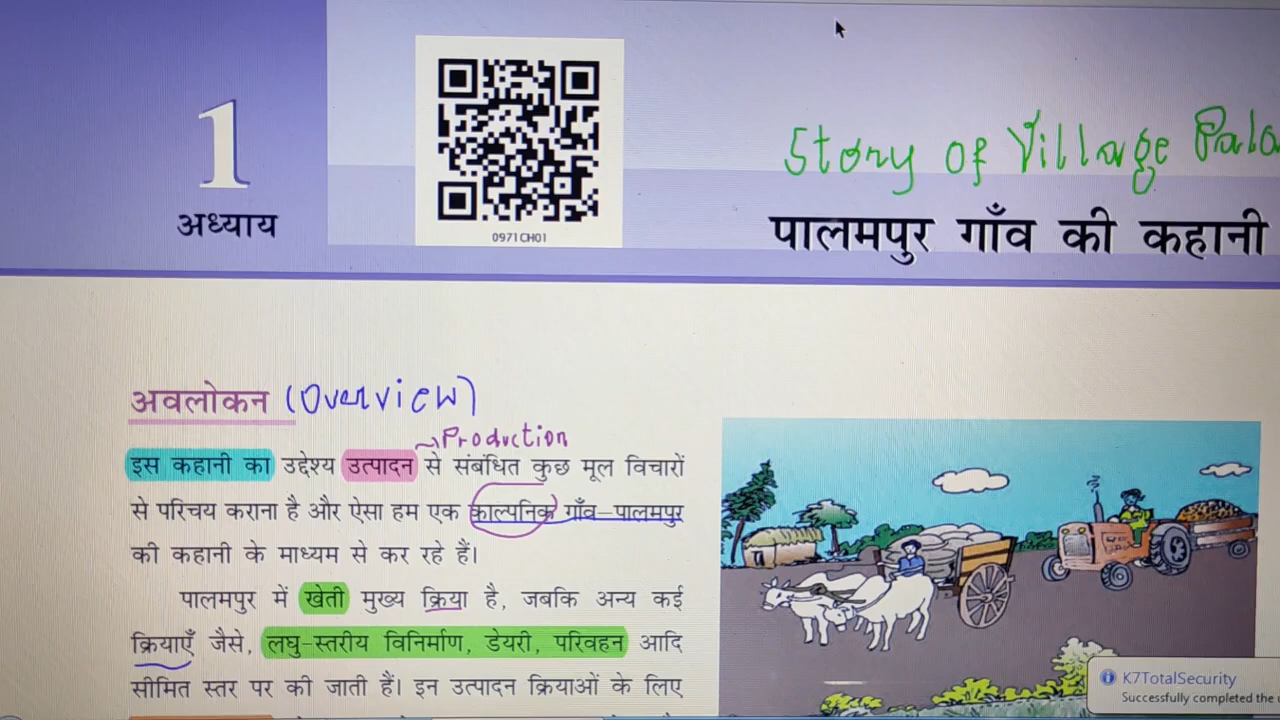 1
अध्याय
0971CH01
Story of Village
पालमपुर गाँव की कहानी
अवलोकन (Overview)
Production
इस कहानी का उद्देश्य उत्पादन से संबंधित कुछ मूल विचारों
से परिचय कराना है और ऐसा हम एक काल्पनिक गाँव–पालमपुर
की कहानी के माध्यम से कर रहे हैं।
पालमपुर में खेती मुख्य क्रिया है, जबकि अन्य कई
क्रियाएँ जैसे, लघु-स्तरीय विनिर्माण, डेयरी, परिवहन आदि
सीमित स्तर पर की जाती हैं। इन उत्पादन क्रियाओं के लिए
K7TotalSecurity
Successfully completed the